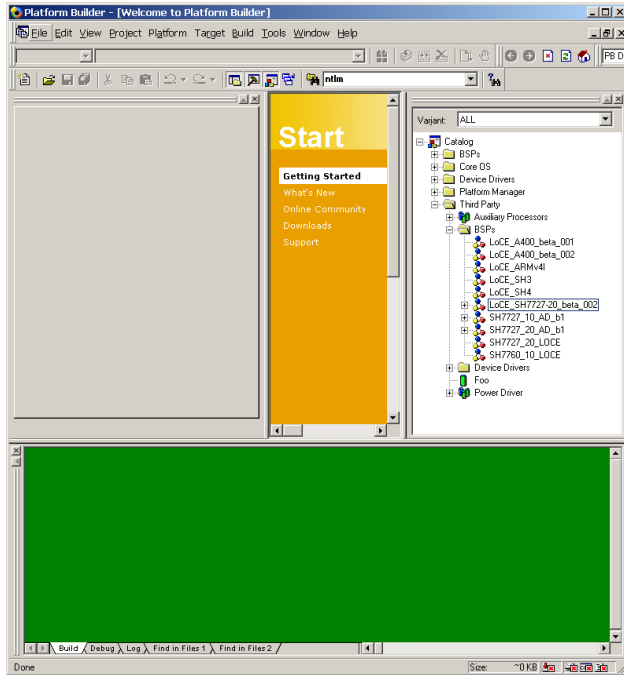 Platform Builder - [Welcome to Platform Builder]
File Edit View Project Platform Target Build Tools Window Help
PB D
ntlm
Start
Getting Started
What's New
Online Community
Downloads
Support
Variant: ALL
Catalog
BSPs
Core OS
Device Drivers
Platform Manager
Third Party
Auxiliary Processors
BSPs
LoCE_A400_beta_001
LoCE_A400_beta_002
LoCE_ARMv4I
LoCE_SH3
LoCE_SH4
LoCE_SH7727-20_beta_002
SH7727_10_AD_b1
SH7727_20_AD_b1
SH7727_20_LOCE
SH7760_10_LOCE
Device Drivers
Foo
Power Driver
Build Debug Log Find in Files 1 Find in Files 2
Done
Size: ~0 KB